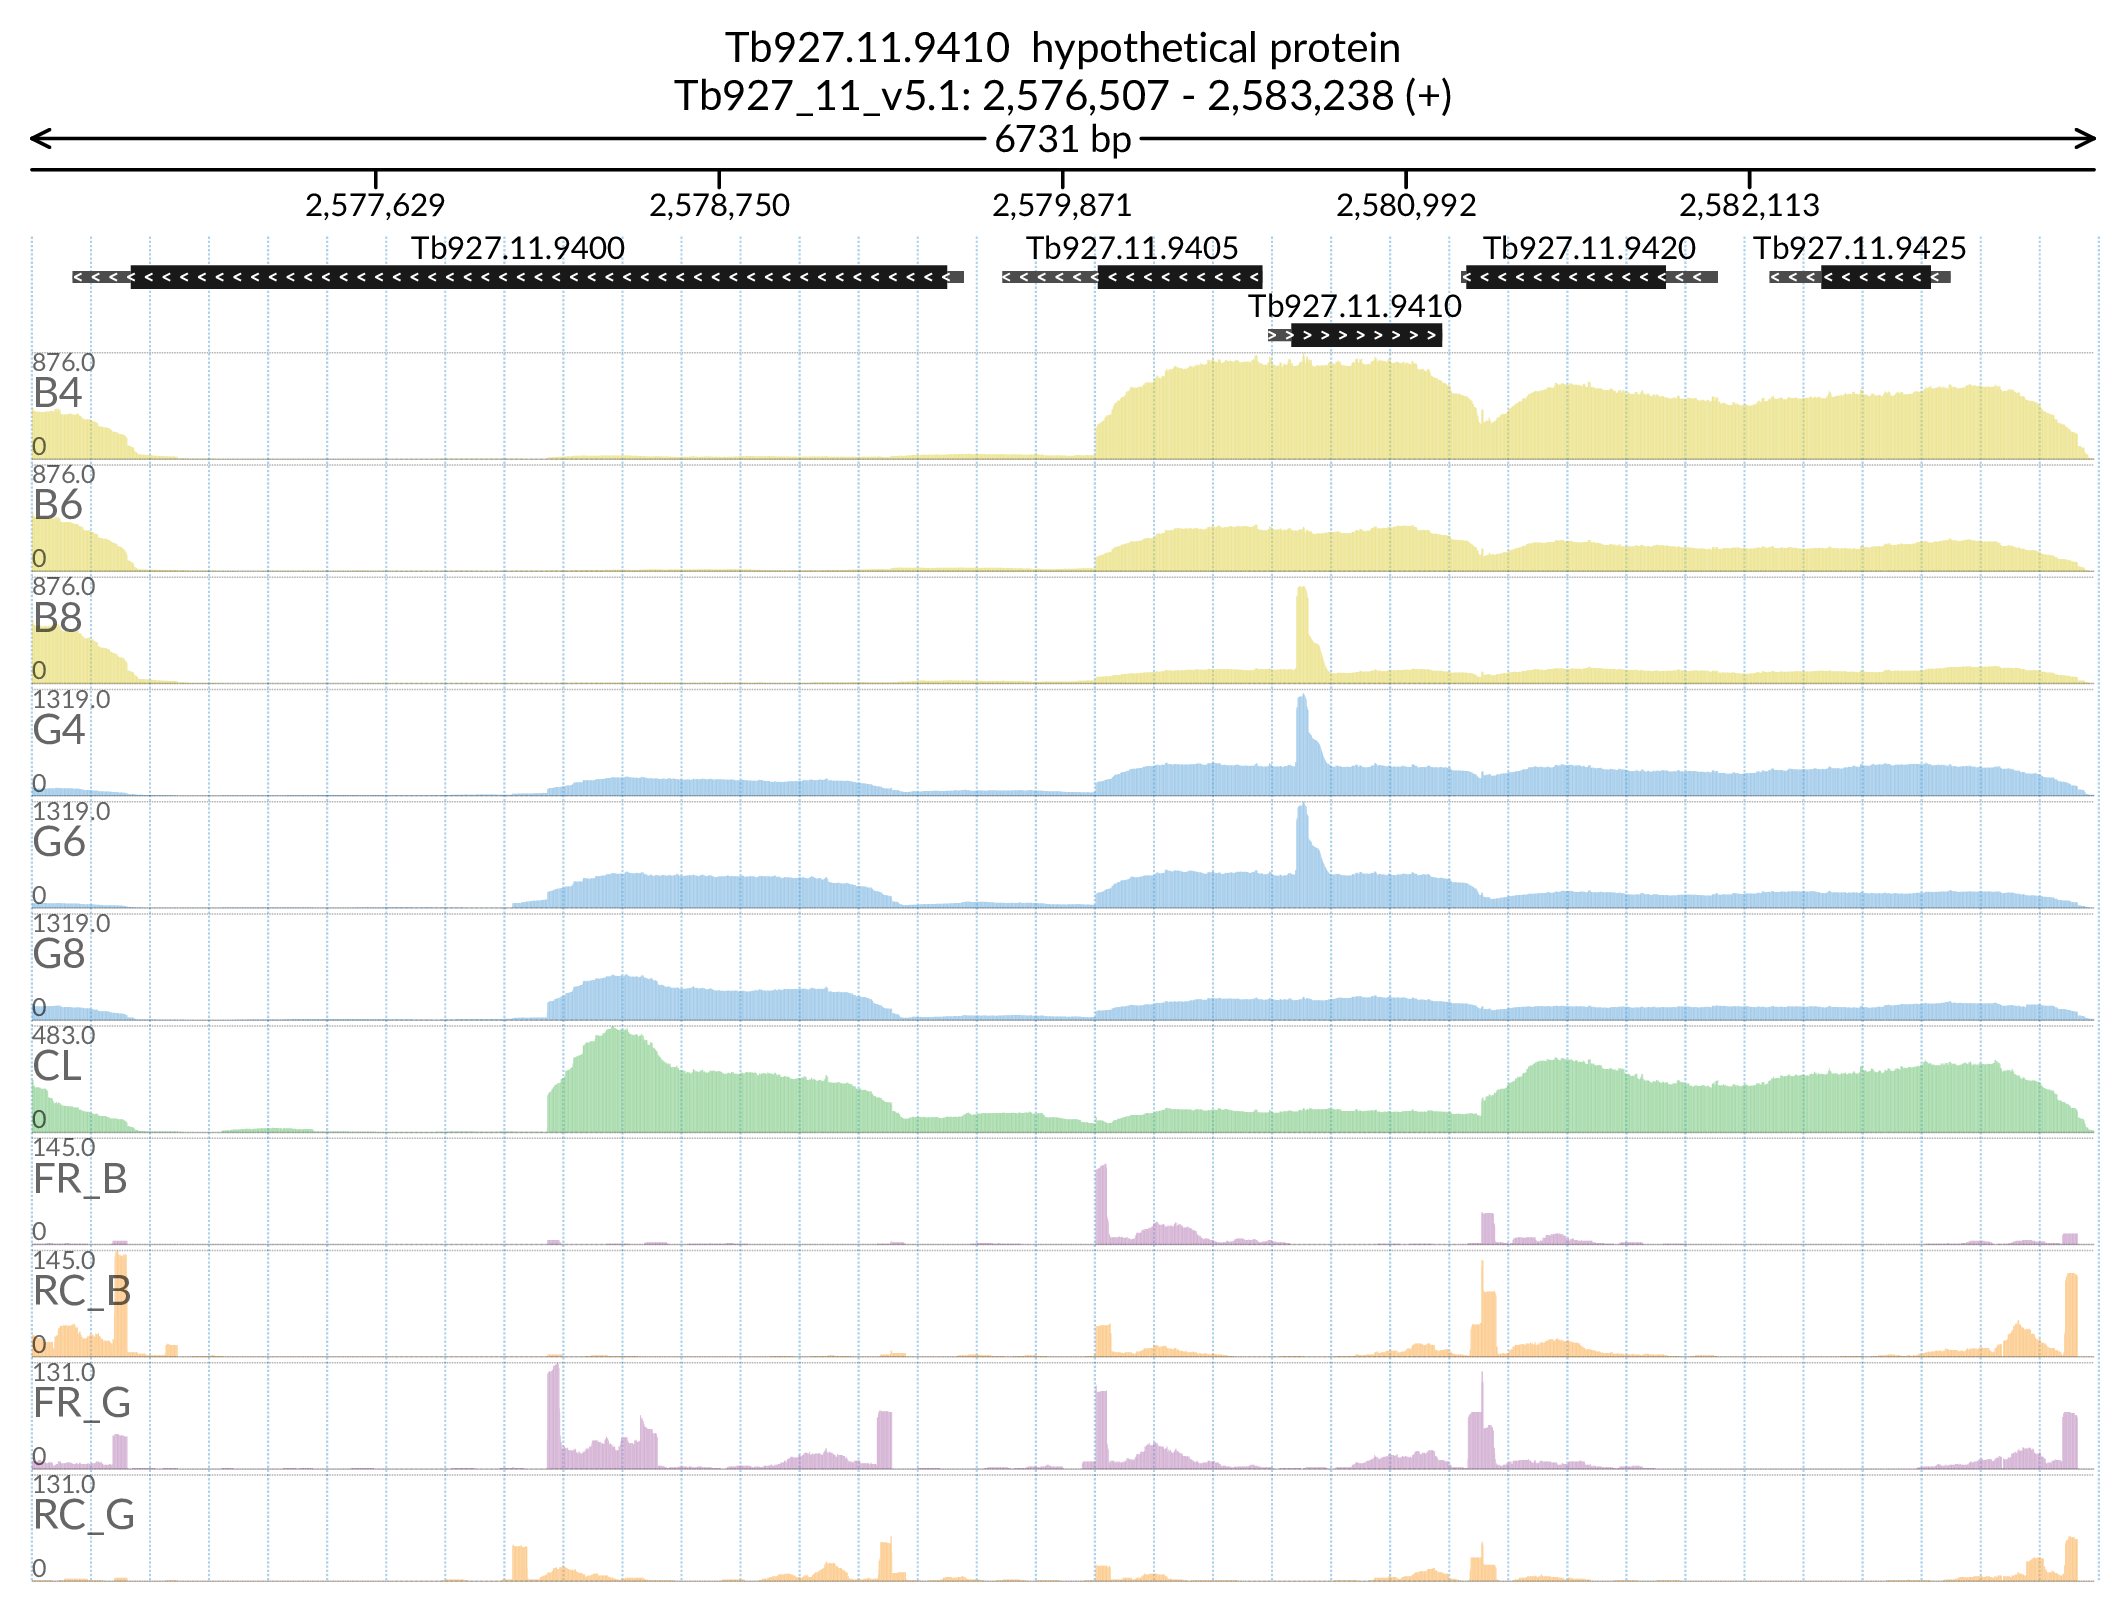 Tb927.11.9410 hypothetical protein
Tb927_11_v5.1: 2,576,507 - 2,583,238 (+)
6731 bp
2,577,629 2,578,750 2,579,871 2,580,992 2,582,113
Tb927.11.9400 Tb927.11.9405 Tb927.11.9420 Tb927.11.9425
Tb927.11.9410
876.0
B4
0
876.0
B6
0
876.0
B8
0
1319.0
G4
0
1319.0
G6
0
1319.0
G8
0
483.0
CL
0
145.0
FR_B
0
145.0
RC_B
0
131.0
FR_G
0
131.0
RC_G
0